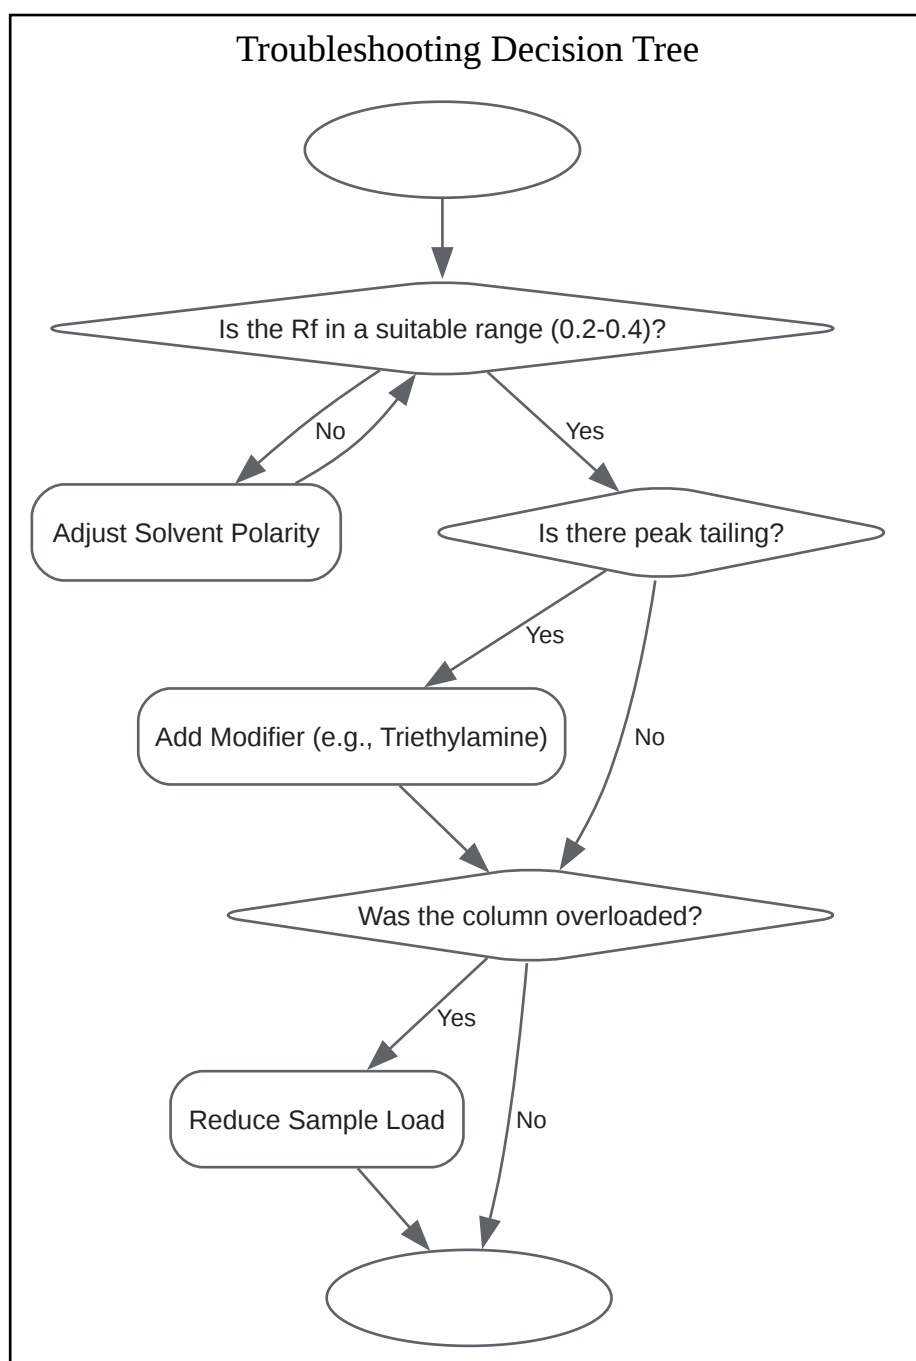 Troubleshooting Decision Tree
Is the Rf in a suitable range (0.2-0.4)?
No
Yes
Adjust Solvent Polarity
Is there peak tailing?
Yes
Add Modifier (e.g., Triethylamine)
No
Was the column overloaded?
Yes
Reduce Sample Load
No